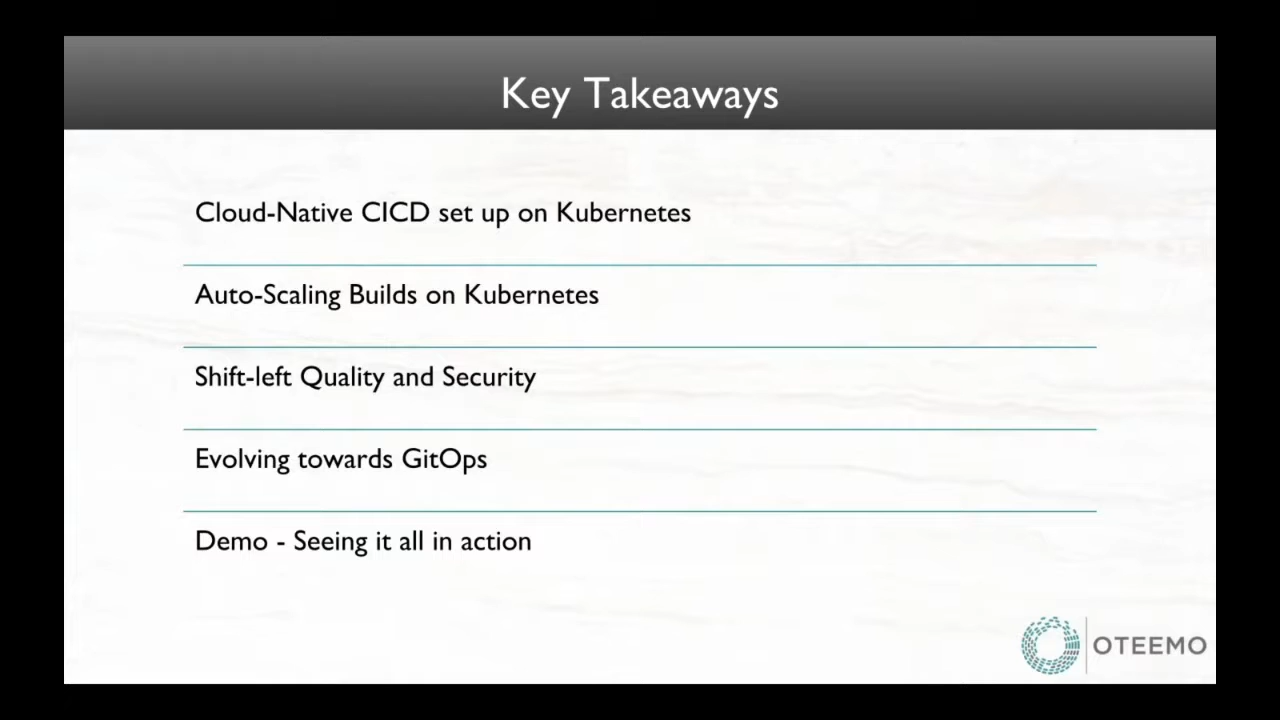 Key Takeaways
Cloud-Native CICD set up on Kubernetes
Auto-Scaling Builds on Kubernetes
Shift-left Quality and Security
Evolving towards GitOps
Demo - Seeing it all in action
OTEEMO